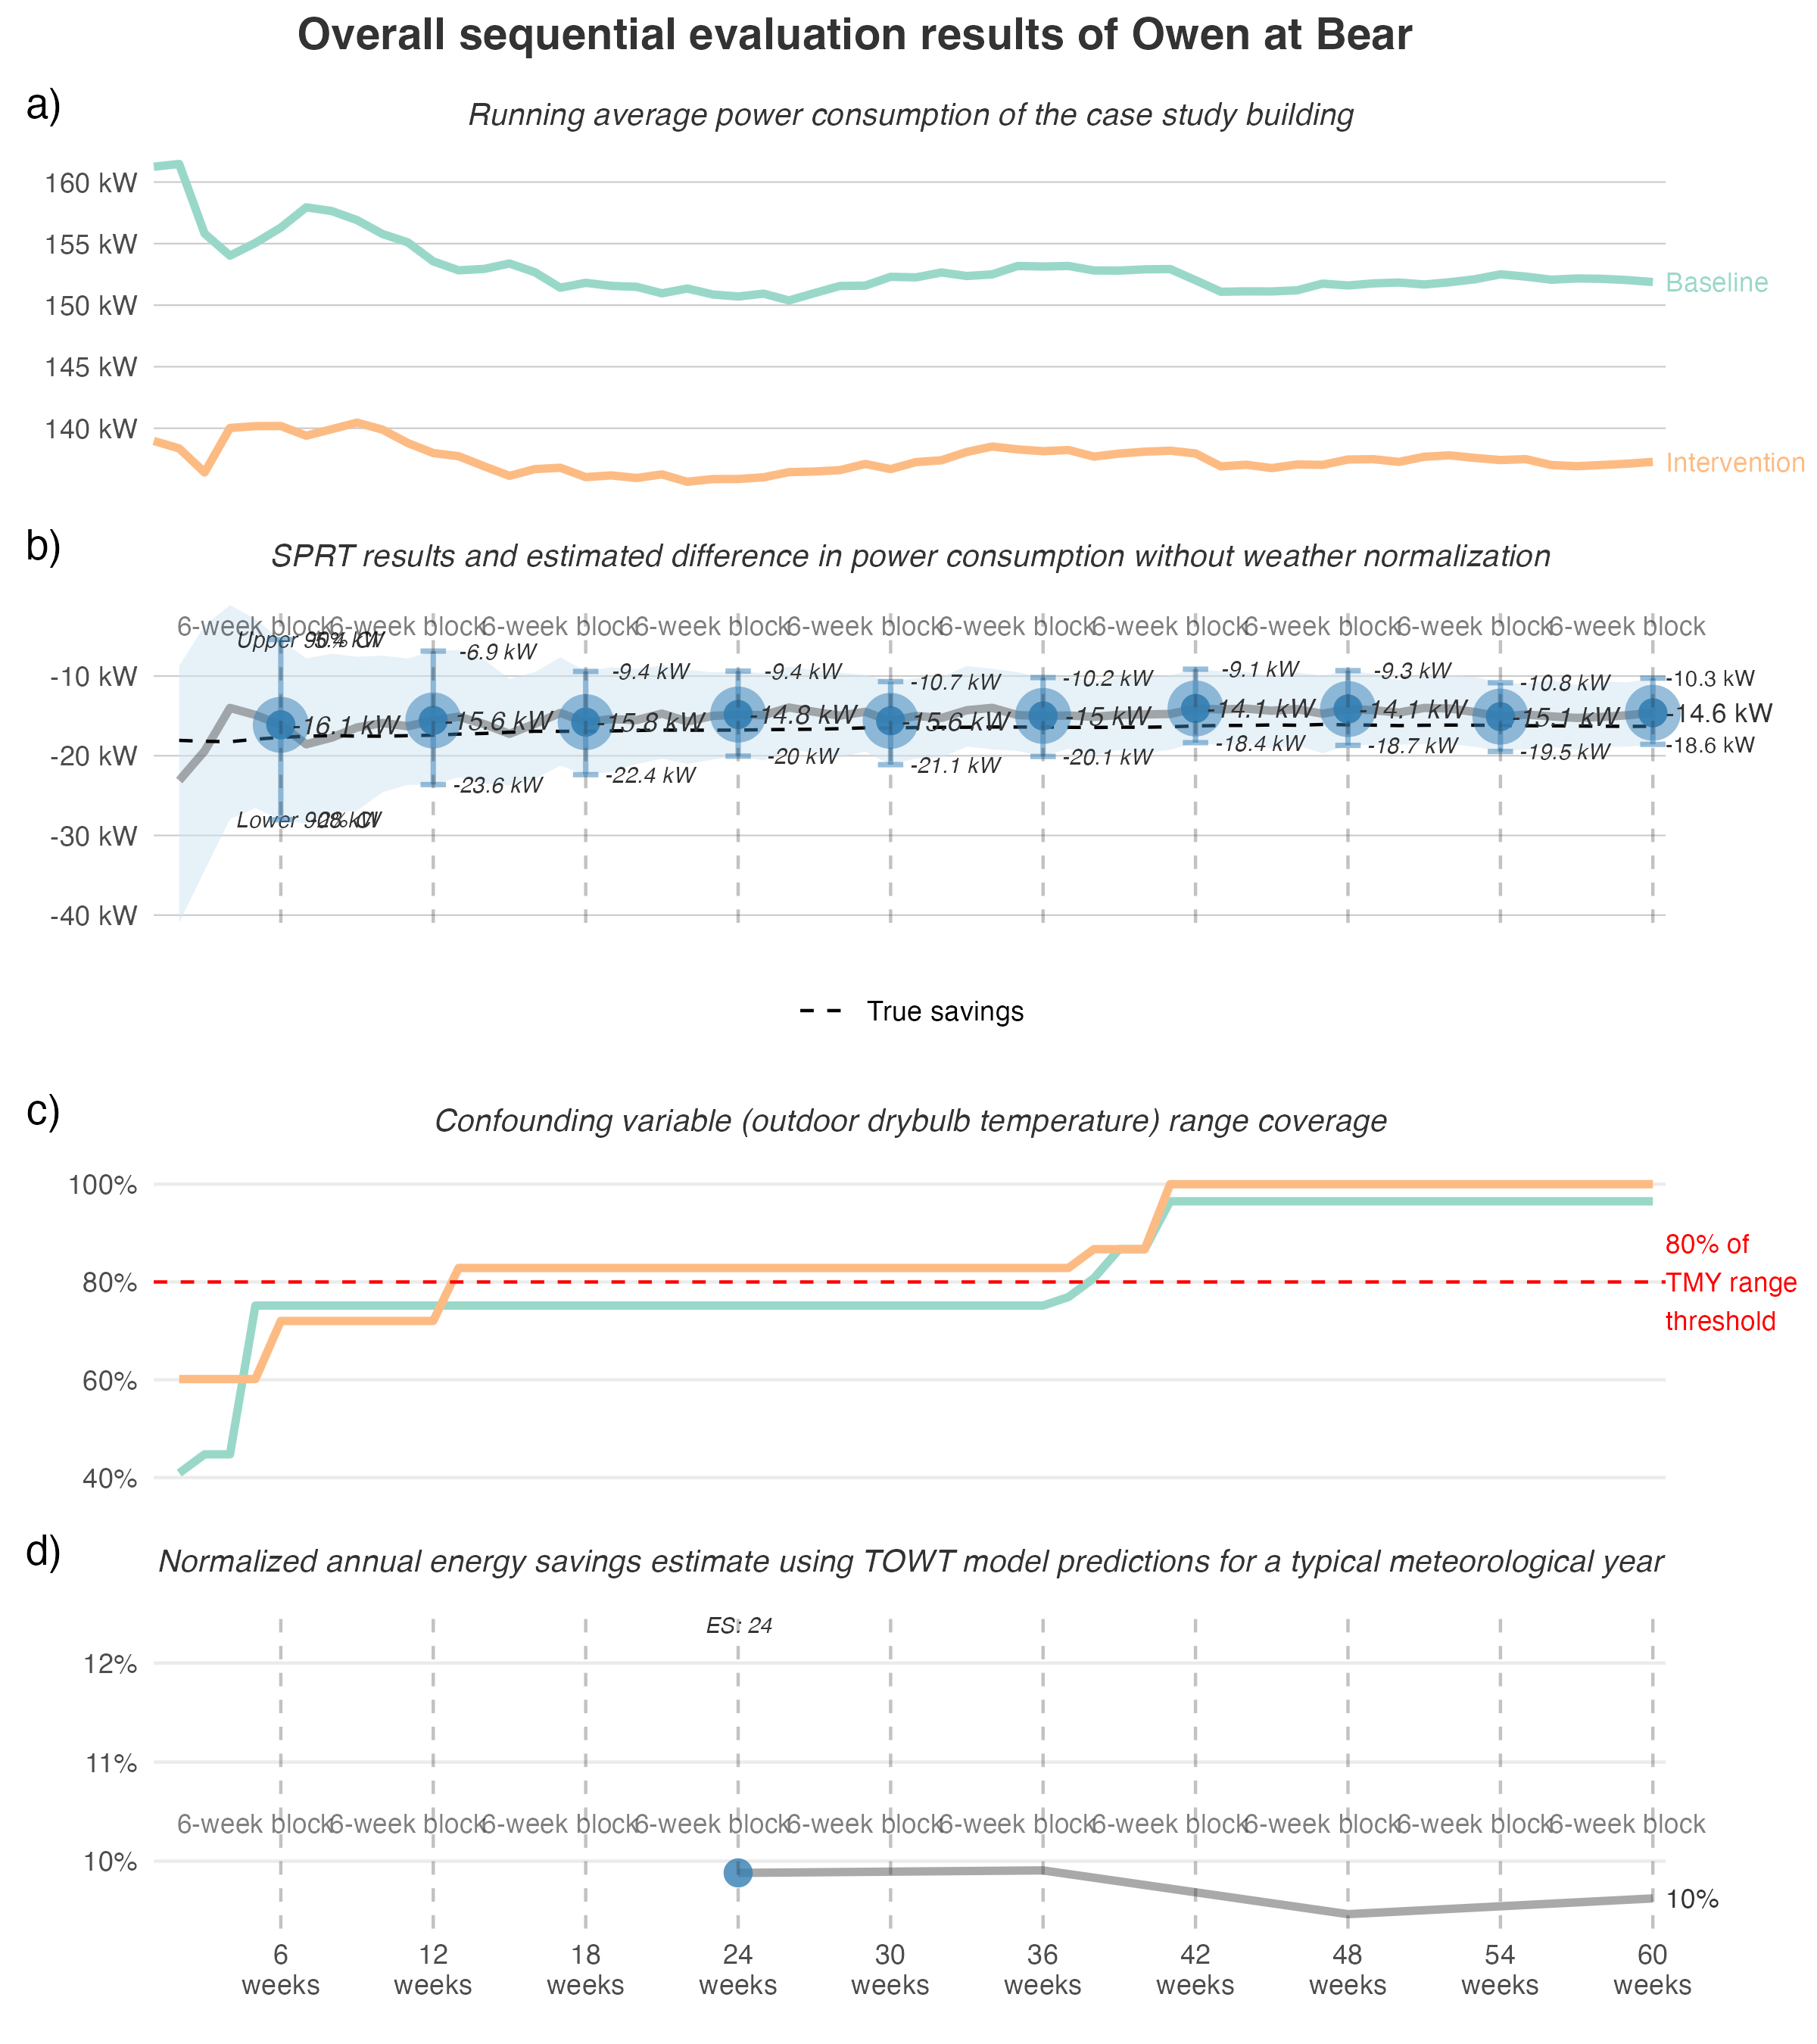 Overall sequential evaluation results of Owen at Bear
a)
Running average power consumption of the case study building
160 kW
155 kW
150 kW
145 kW
140 kW
Baseline
Intervention
b)
SPRT results and estimated difference in power consumption without weather normalization
6-week block 6-week block 6-week block 6-week block 6-week block 6-week block 6-week block 6-week block 6-week block 6-week block
Upper 90% CI -5.4 kW
-6.9 kW -9.4 kW -9.4 kW -10.7 kW -10.2 kW -9.1 kW -9.3 kW -10.8 kW -10.3 kW
-16.1 kW -15.6 kW -15.8 kW -14.8 kW -15.6 kW -15 kW -14.1 kW -14.1 kW -15.1 kW -14.6 kW
-23.6 kW -22.4 kW -20 kW -21.1 kW -20.1 kW -18.4 kW -18.7 kW -19.5 kW -18.6 kW
Lower 90% CI -28 kW
-10 kW
-20 kW
-30 kW
-40 kW
True savings
c)
Confounding variable (outdoor drybulb temperature) range coverage
100%
80%
60%
40%
80% of
TMY range
threshold
d)
Normalized annual energy savings estimate using TOWT model predictions for a typical meteorological year
ES: 24
12%
11%
6-week block 6-week block 6-week block 6-week block 6-week block 6-week block 6-week block 6-week block 6-week block 6-week block
10%
10%
6 12 18 24 30 36 42 48 54 60
weeks weeks weeks weeks weeks weeks weeks weeks weeks weeks